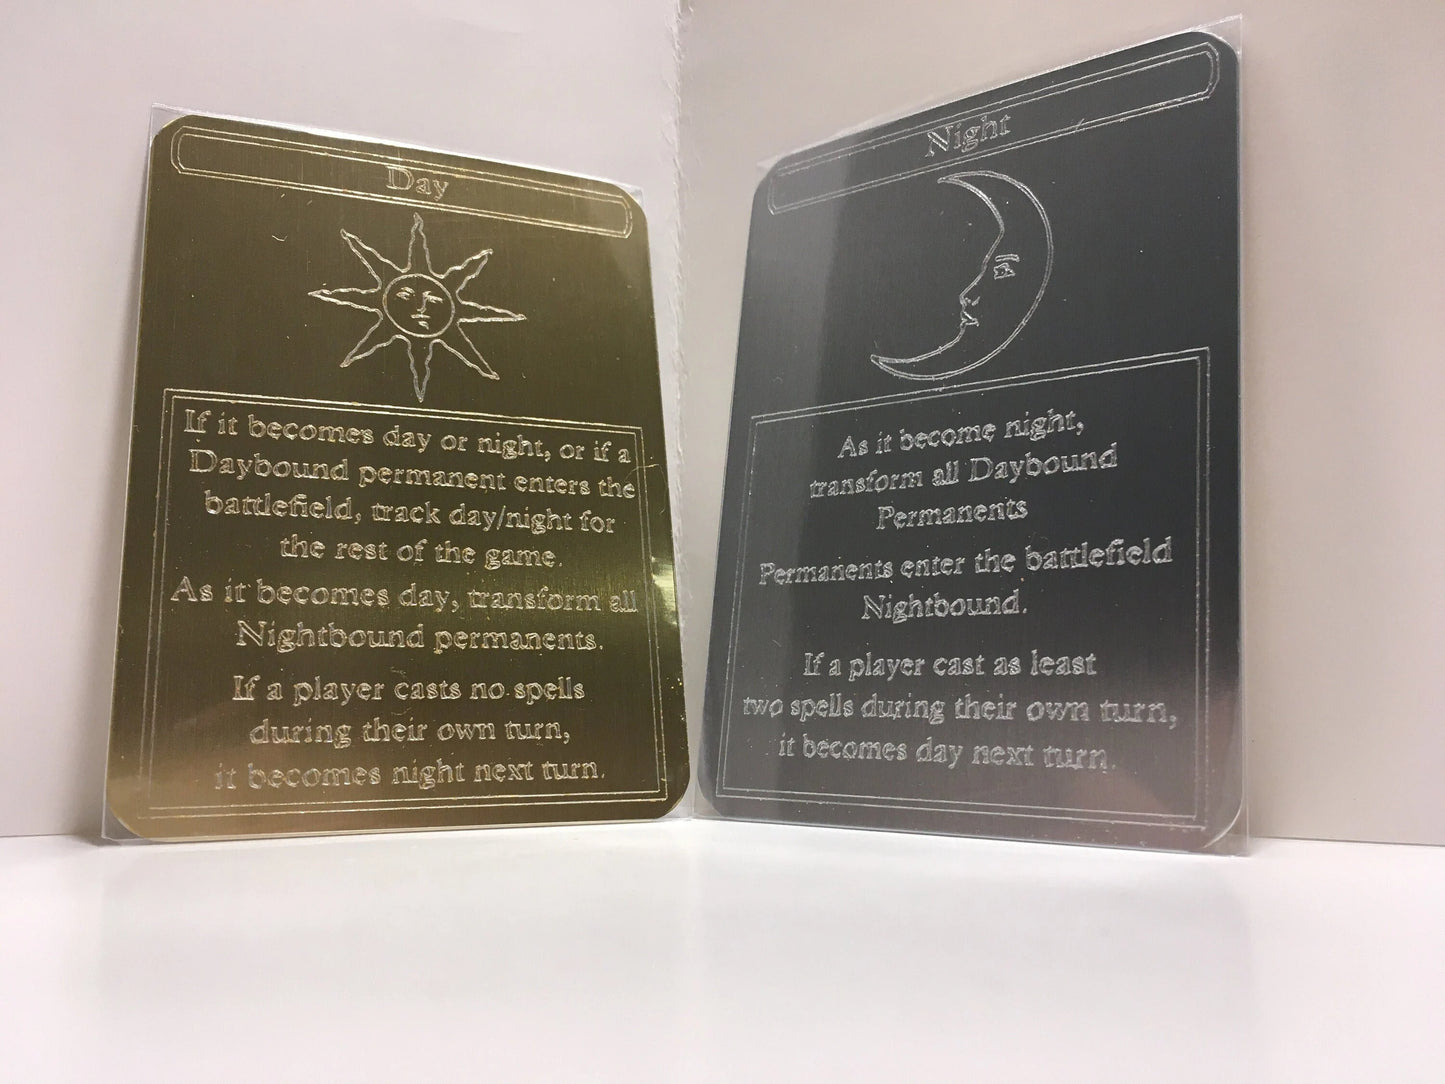 Day
If it becomes day or night, or if a
Daybound permanent enters the
battlefield, track day/night for
the rest of the game.
As it becomes day, transform all
Nightbound permanents.
If a player casts no spells
during their own turn,
it becomes night next turn.
Night
As it become night,
transform all Daybound
Permanents
Permanents enter the battlefield
Nightbound.
If a player cast as least
two spells during their own turn,
it becomes day next turn.